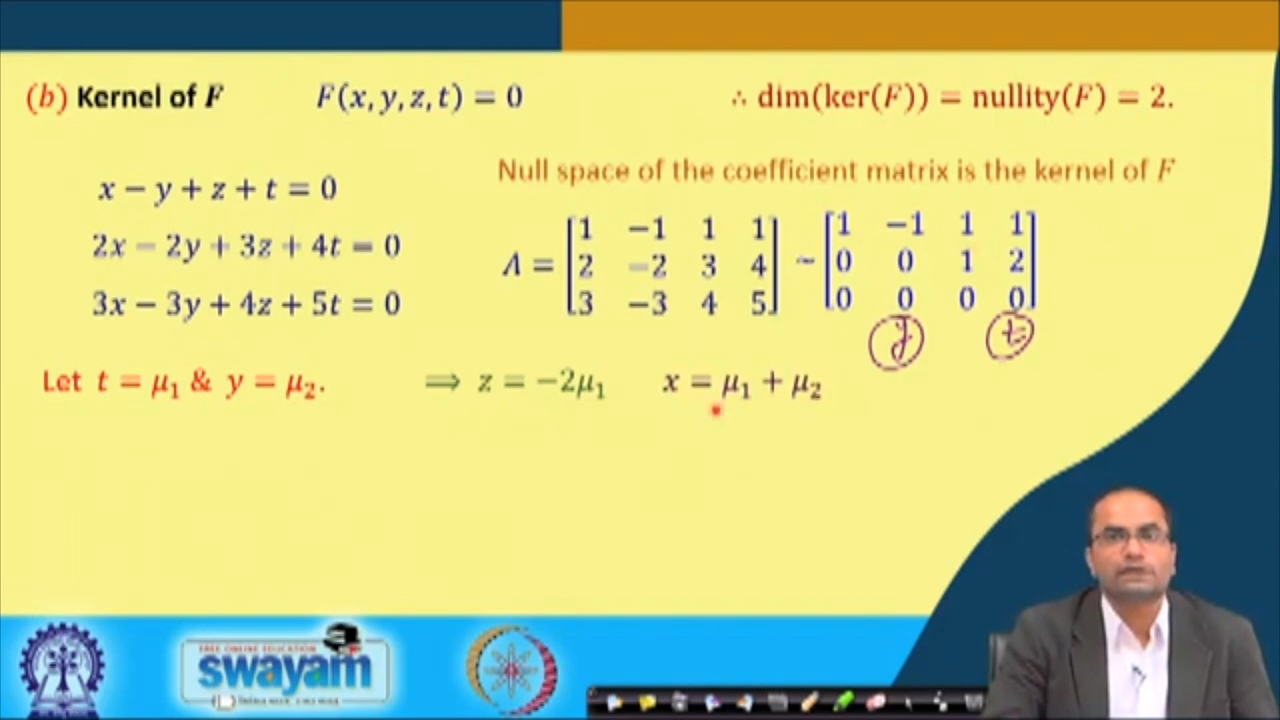 (b) Kernel of F F(x, y, z, t) = 0 ∴ dim(ker(F)) = nullity(F) = 2.
Null space of the coefficient matrix is the kernel of F
x − y + z + t = 0
2x − 2y + 3z + 4t = 0
3x − 3y + 4z + 5t = 0
A = [1 −1 1 1] ~ [1 −1 1 1]
[2 −2 3 4] [0 0 1 2]
[3 −3 4 5] [0 0 0 0]
y t
Let t = μ₁ & y = μ₂. ⟹ z = −2μ₁ x = μ₁ + μ₂
FREE ONLINE EDUCATION
swayam